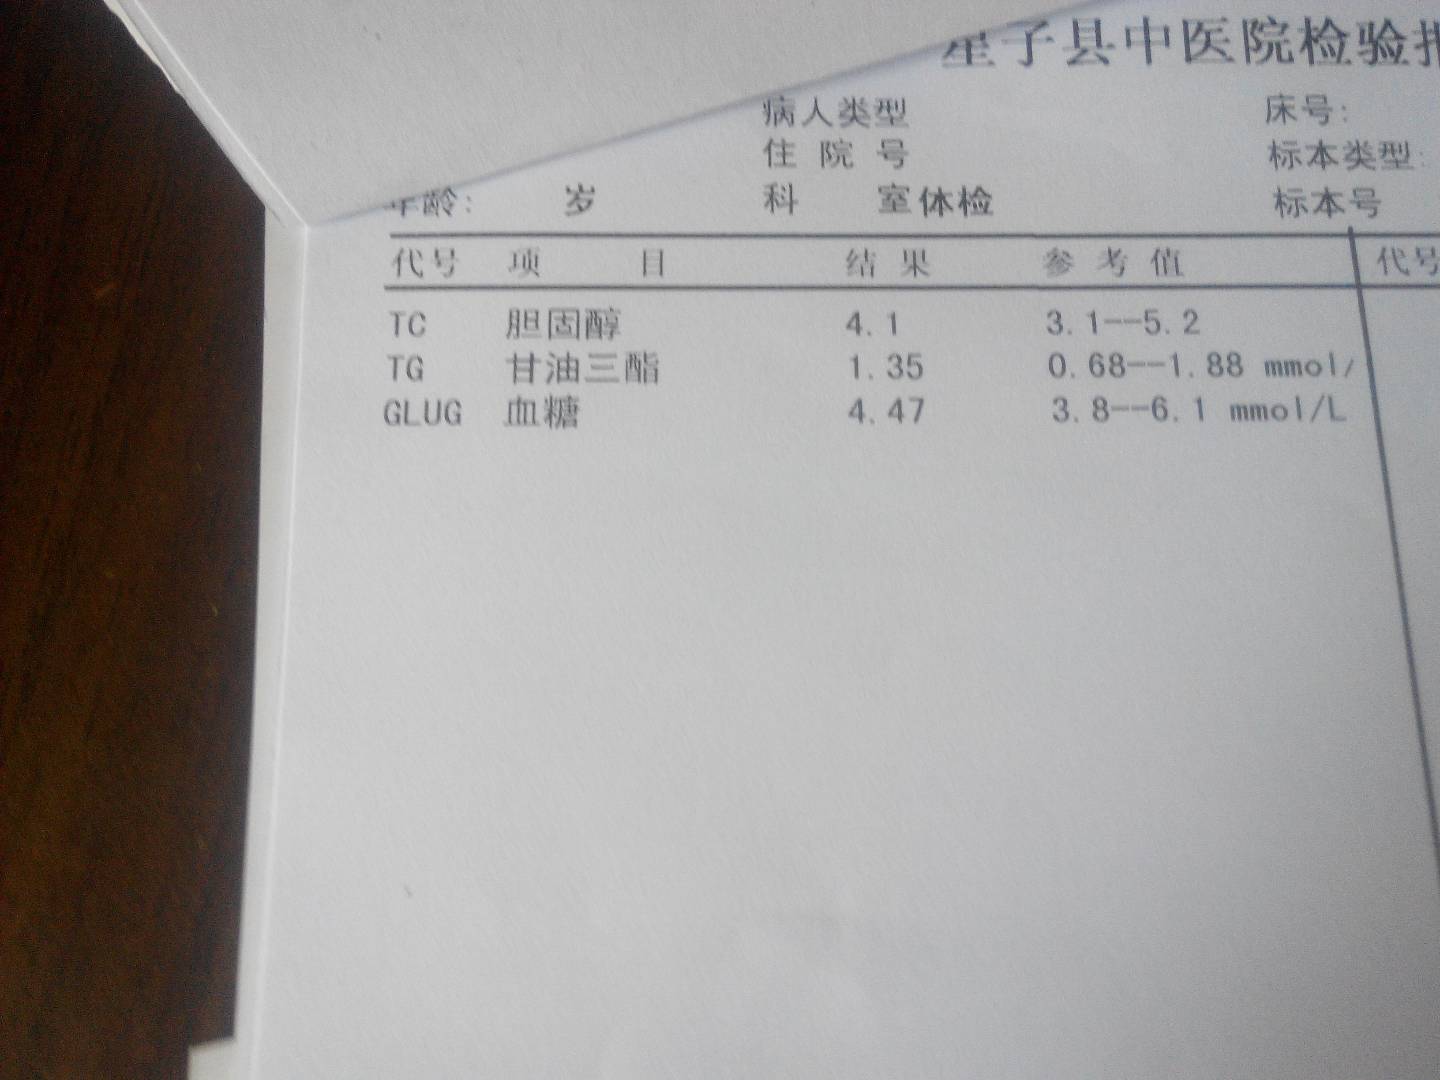 星子县中医院检验报
病人类型 床号:
住 院 号 标本类型:
年龄: 岁 科 室体检 标本号
代号 项 目 结 果 参 考 值 代号
TC 胆固醇 4.1 3.1--5.2
TG 甘油三酯 1.35 0.68--1.88 mmol/
GLUG 血糖 4.47 3.8--6.1 mmol/L